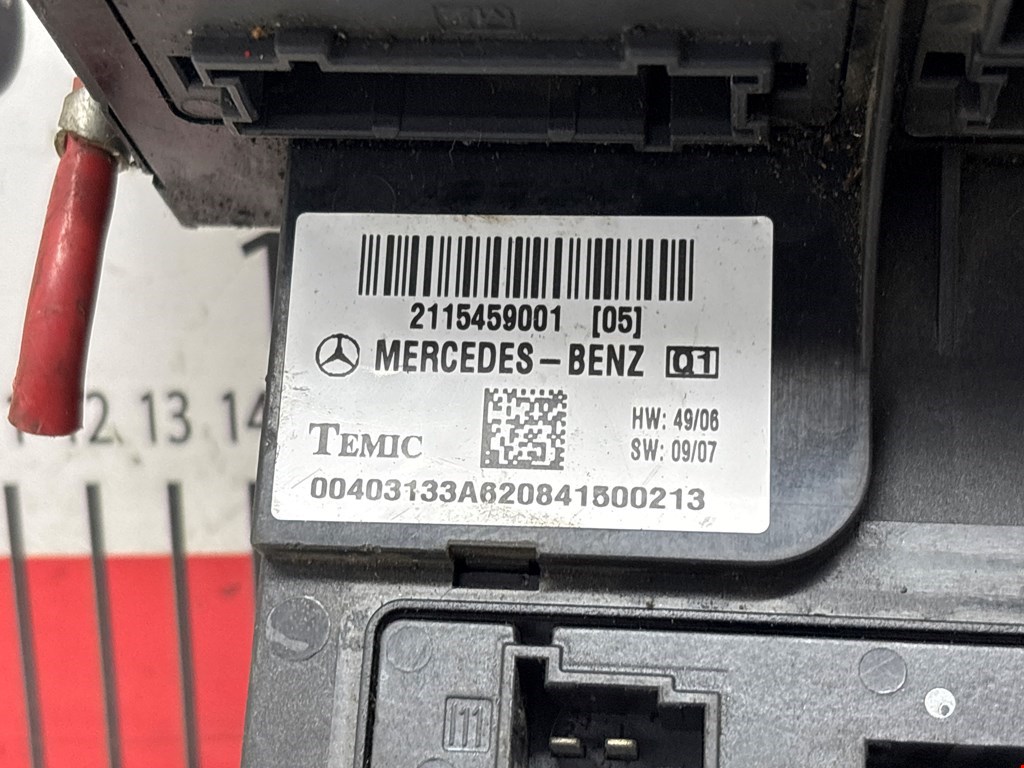 2115459001 [05]
MERCEDES-BENZ Q1
TEMIC
HW: 49/06
SW: 09/07
00403133A620841500213
12 13 14
11